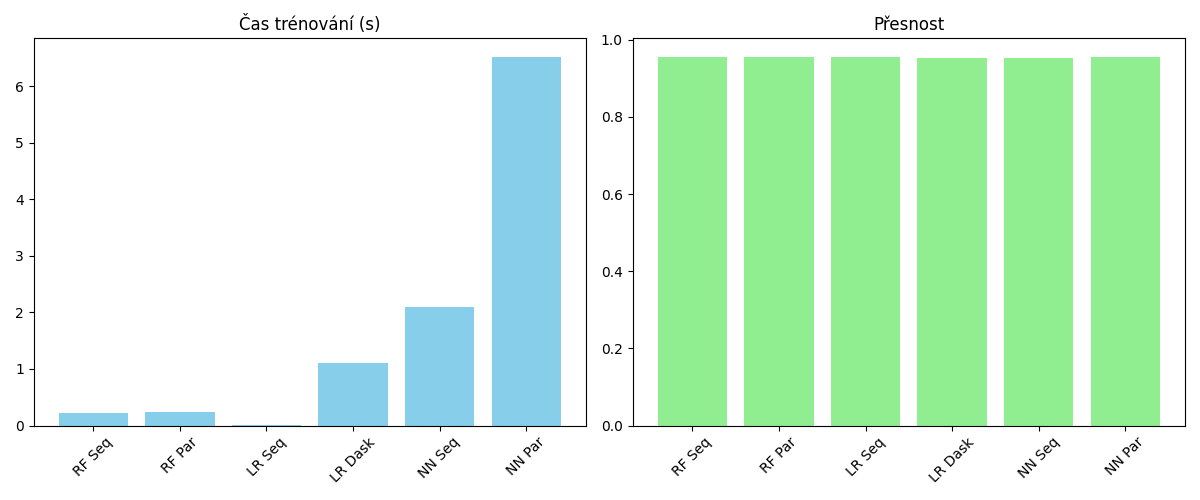 Čas trénování (s)
6
5
4
3
2
1
0
RF Seq
RF Par
LR Seq
LR Dask
NN Seq
NN Par
Přesnost
1.0
0.8
0.6
0.4
0.2
0.0
RF Seq
RF Par
LR Seq
LR Dask
NN Seq
NN Par